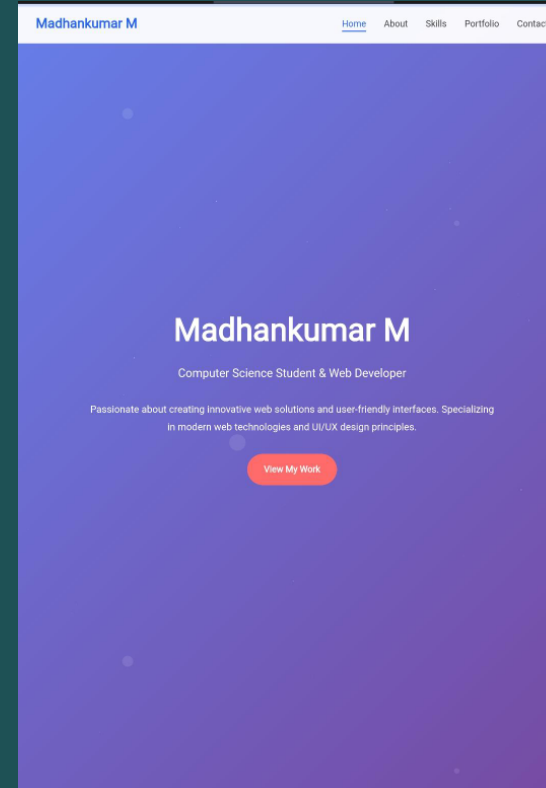 Madhankumar M
Home About Skills Portfolio Contact
Madhankumar M
Computer Science Student & Web Developer
Passionate about creating innovative web solutions and user-friendly interfaces. Specializing
in modern web technologies and UI/UX design principles.
View My Work